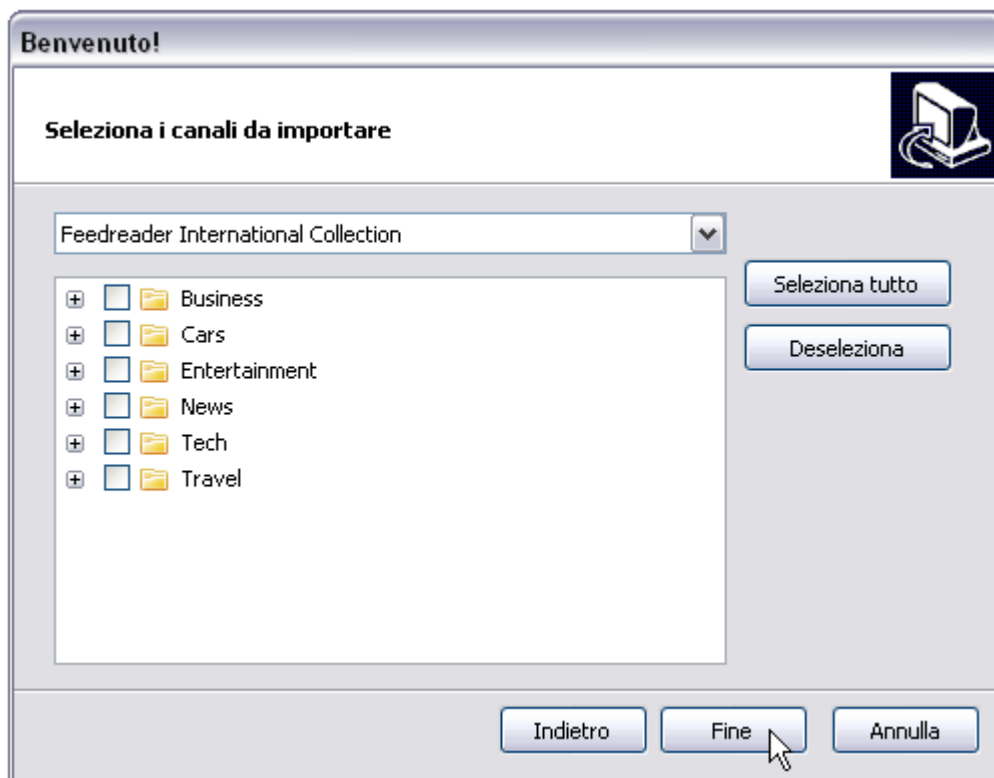 Benvenuto!
Seleziona i canali da importare
Feedreader International Collection
Seleziona tutto
Deseleziona
Business
Cars
Entertainment
News
Tech
Travel
Indietro
Fine
Annulla